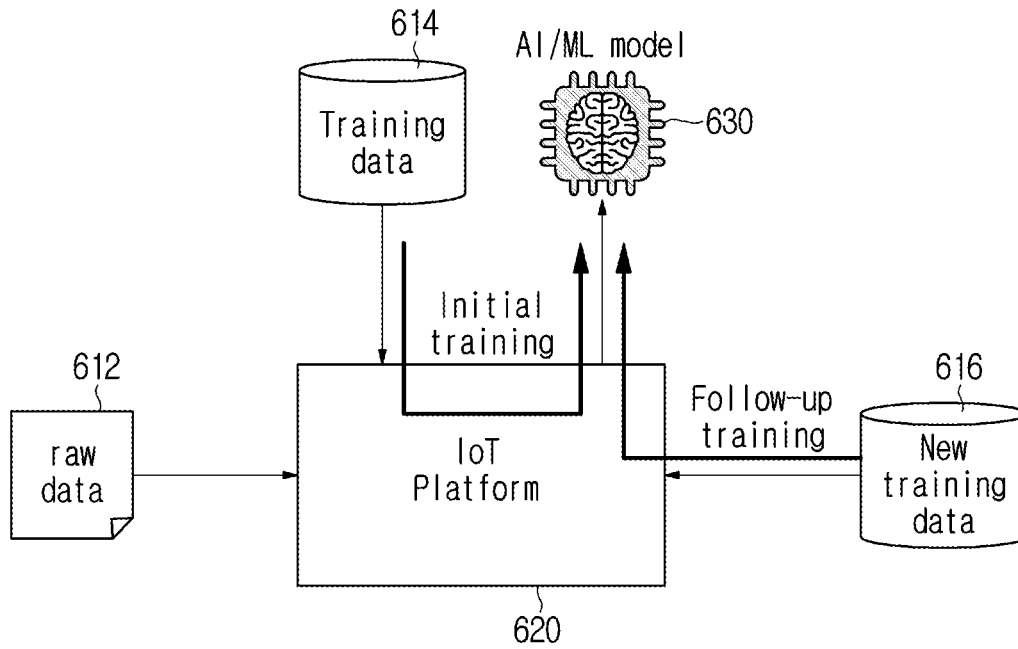 614
AI/ML model
Training
data
630
Initial
training
612
raw
data
IoT
Platform
Follow-up
training
616
New
training
data
620